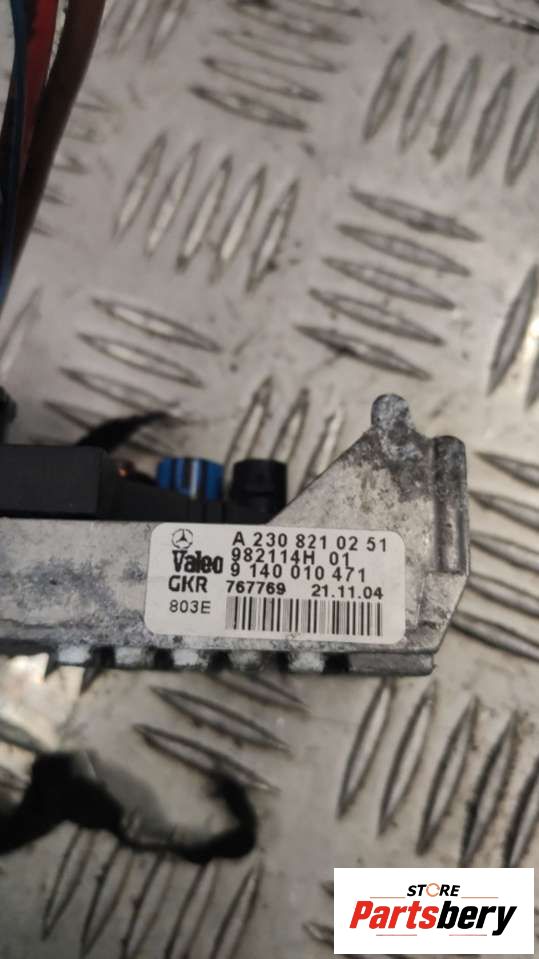 A 230 821 02 51
Valeo 982114H 01
9 140 010 471
GKR 767769 21.11.04
803E
STORE
Partsbery